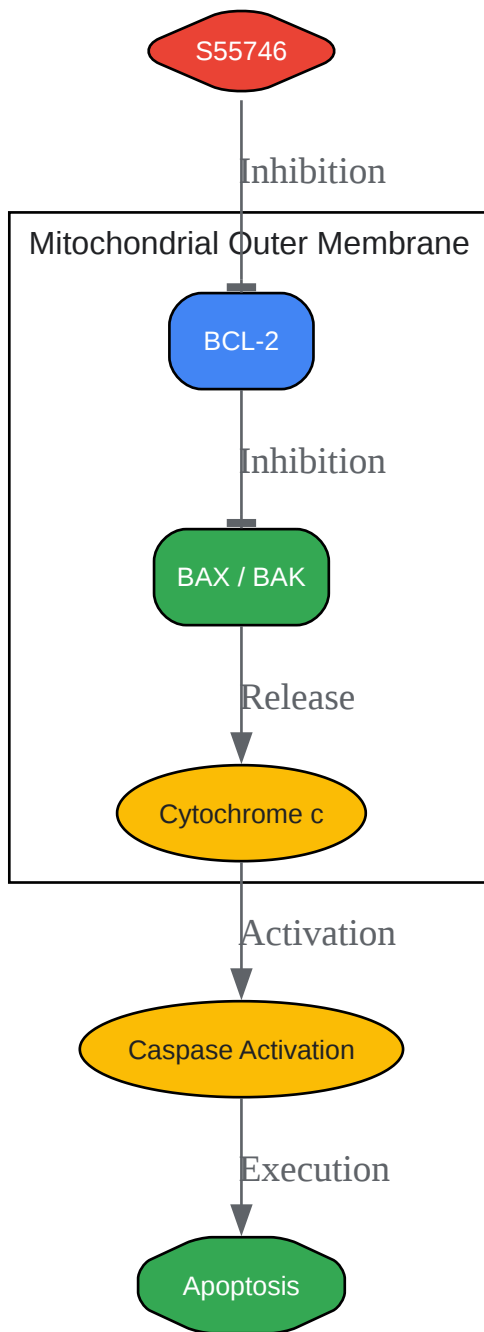 S55746
Inhibition
Mitochondrial Outer Membrane
BCL-2
Inhibition
BAX / BAK
Release
Cytochrome c
Activation
Caspase Activation
Execution
Apoptosis